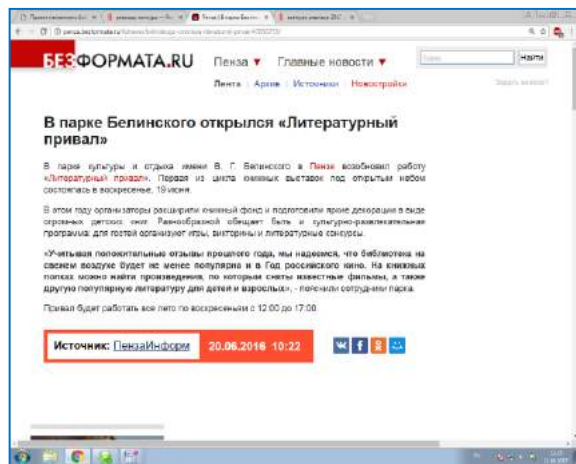 БЕЗФОРМАТА.RU
Пенза ▼ Главные новости ▼
Найти
Лента Архив Источники Новостройки
В парке Белинского открылся «Литературный
привал»
В парке культуры и отдыха имени В. Г. Белинского в Пензе возобновил работу
«Литературный привал». Первая из цикла книжных выставок под открытым небом
состоялась в воскресенье, 19 июня.
В этом году организаторы расширили книжный фонд и подготовили яркие декорации в виде
огромных детских книг. Разнообразной обещает быть и культурно-развлекательная
программа: для гостей организуют игры, викторины и литературные конкурсы.
«Учитывая положительные отзывы прошлого года, мы надеемся, что библиотека на
свежем воздухе будет не менее популярна и в Год российского кино. На книжных
полках можно найти произведения, по которым сняты известные фильмы, а также
другую популярную литературу для детей и взрослых», - пояснили сотрудники парка.
Привал будет работать все лето по воскресеньям с 12:00 до 17:00.
Источник: ПензаИнформ 20.06.2016 10:22